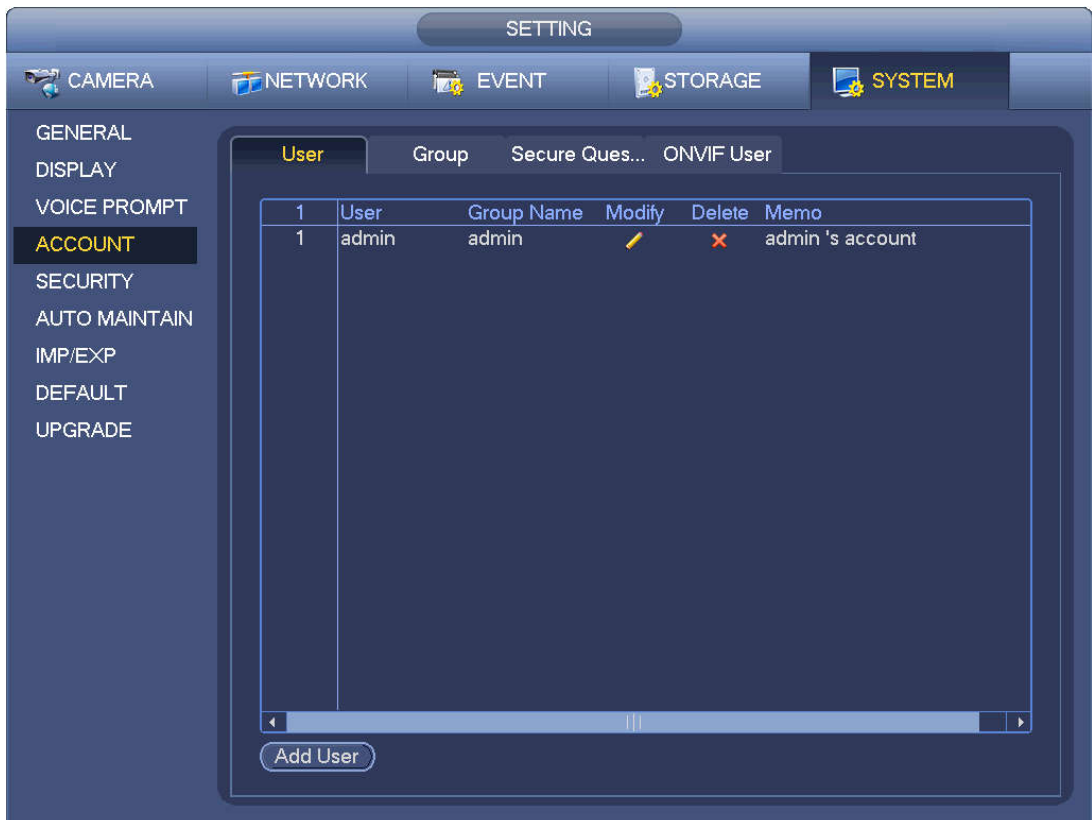 SETTING
CAMERA NETWORK EVENT STORAGE SYSTEM
GENERAL
DISPLAY
VOICE PROMPT
ACCOUNT
SECURITY
AUTO MAINTAIN
IMP/EXP
DEFAULT
UPGRADE
User Group Secure Ques... ONVIF User
1 User Group Name Modify Delete Memo
1 admin admin admin 's account
Add User